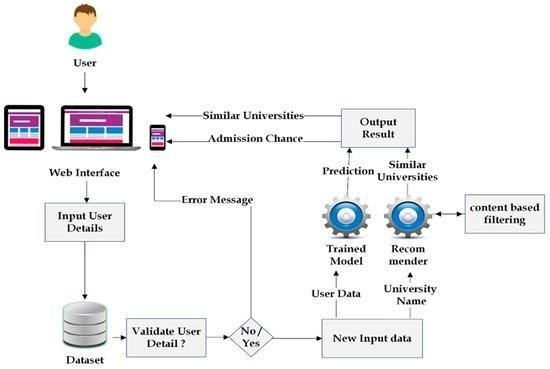 User
Web Interface
Input User
Details
Dataset
Validate User
Detail ?
No/
Yes
Error Message
Similar Universities
Admission Chance
Output
Result
Prediction
Similar
Universities
Trained
Model
Recom
mender
content based
filtering
User Data
University
Name
New Input data